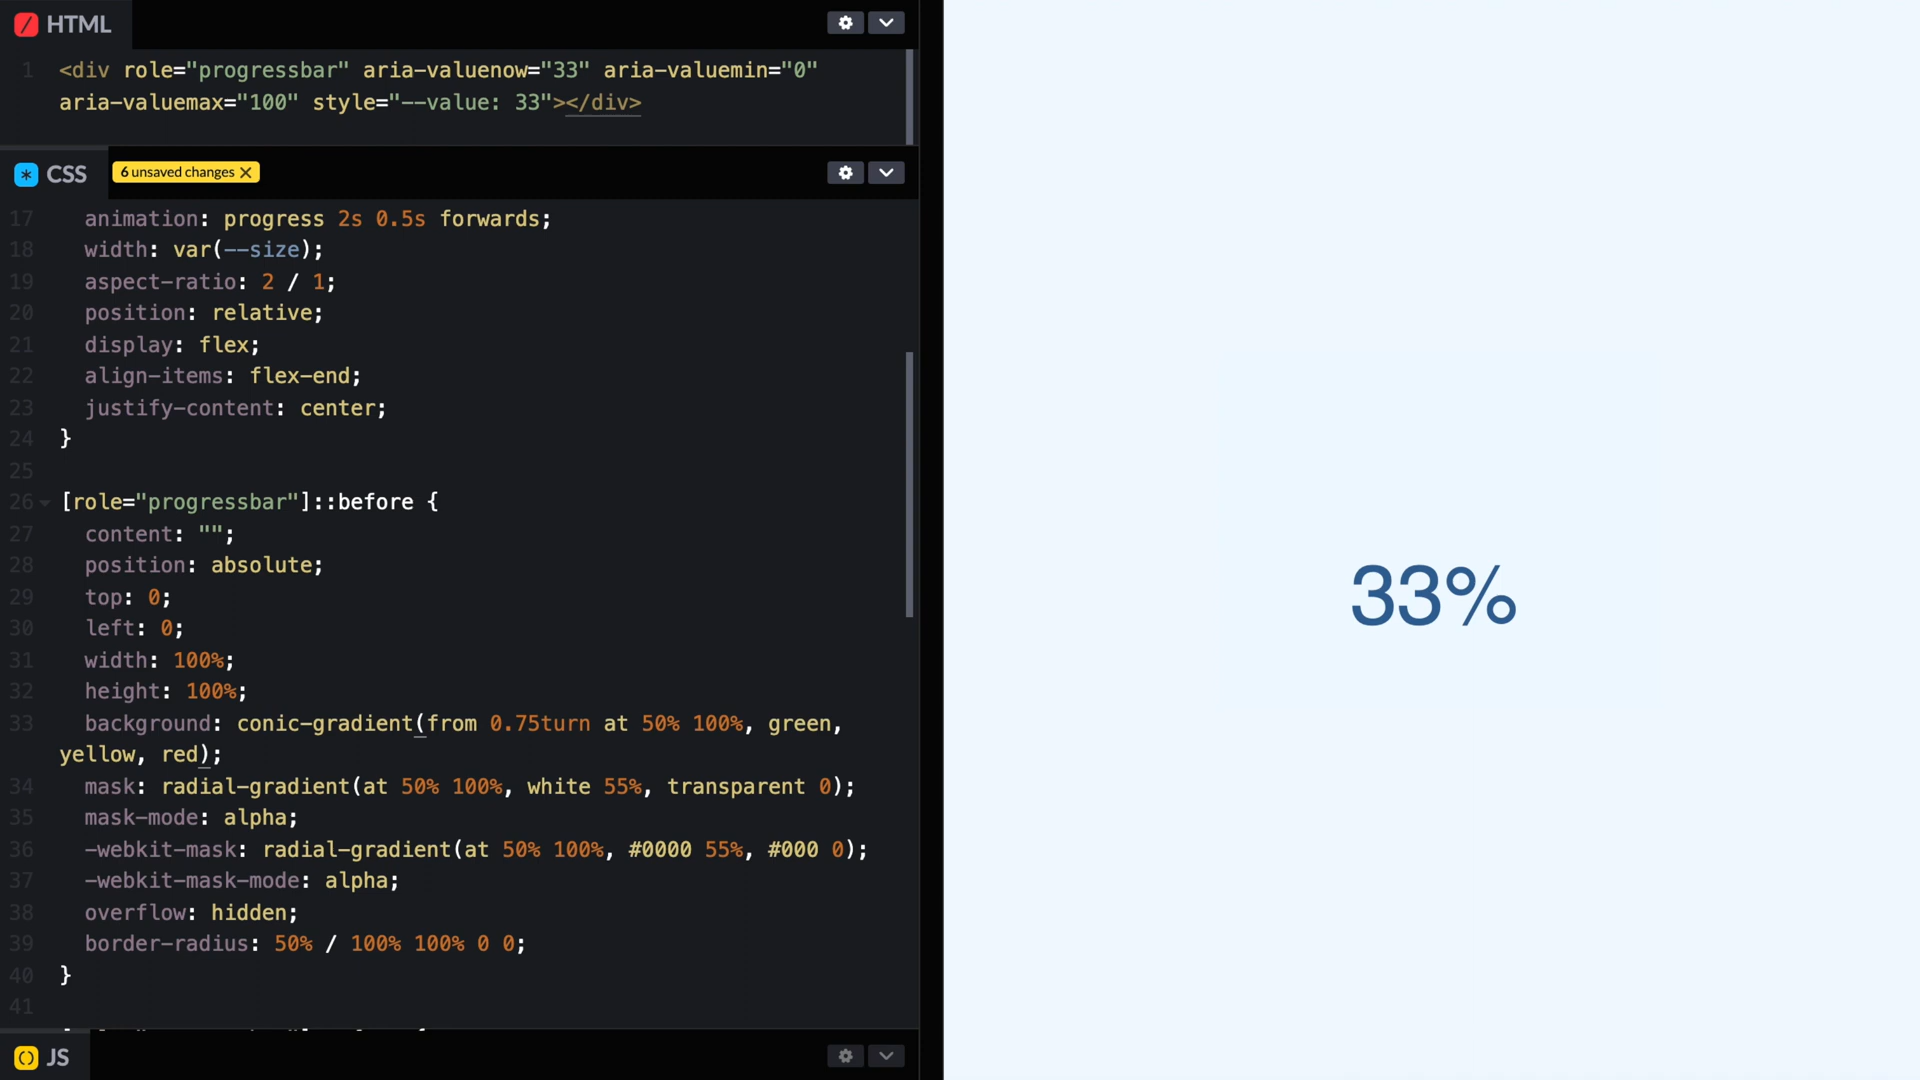 HTML
1 <div role="progressbar" aria-valuenow="33" aria-valuemin="0"
aria-valuemax="100" style="--value: 33"></div>
CSS 6 unsaved changes
17 animation: progress 2s 0.5s forwards;
18 width: var(--size);
19 aspect-ratio: 2 / 1;
20 position: relative;
21 display: flex;
22 align-items: flex-end;
23 justify-content: center;
24 }
25
26 [role="progressbar"]::before {
27 content: "";
28 position: absolute;
29 top: 0;
30 left: 0;
31 width: 100%;
32 height: 100%;
33 background: conic-gradient(from 0.75turn at 50% 100%, green,
yellow, red);
34 mask: radial-gradient(at 50% 100%, white 55%, transparent 0);
35 mask-mode: alpha;
36 -webkit-mask: radial-gradient(at 50% 100%, #0000 55%, #000 0);
37 -webkit-mask-mode: alpha;
38 overflow: hidden;
39 border-radius: 50% / 100% 100% 0 0;
40 }
41
JS
33%